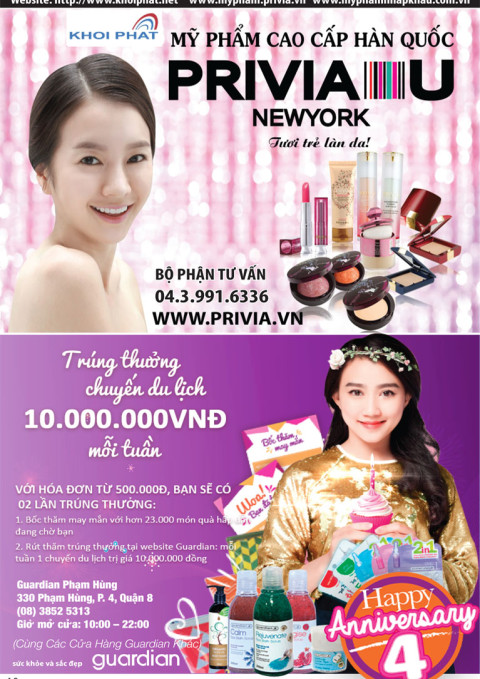 Website: http://www.khoiphat.net www.mypham.privia.vn www.myphamnhapkhau.com.vn
KHOI PHAT
MỸ PHẨM CAO CẤP HÀN QUỐC
PRIVIA U
NEWYORK
Tươi trẻ làn da!
BỘ PHẬN TƯ VẤN
04.3.991.6336
WWW.PRIVIA.VN
Trúng thưởng
chuyến du lịch
10.000.000VNĐ
mỗi tuần
Bốc thăm
may mắn
Woa!
VỚI HÓA ĐƠN TỪ 500.000Đ, BẠN SẼ CÓ
02 LẦN TRÚNG THƯỞNG:
1. Bốc thăm may mắn với hơn 23.000 món quà hấp
đang chờ bạn
2. Rút thăm trúng thưởng tại website Guardian: mỗi
tuần 1 chuyến du lịch trị giá 10.000.000 đồng
2in1
Guardian Phạm Hùng
330 Phạm Hùng, P. 4, Quận 8
(08) 3852 5313
Giờ mở cửa: 10:00 – 22:00
(Cùng Các Cửa Hàng Guardian Khác)
sức khỏe và sắc đẹp guardian
Calm
Rejuvenate
Happy
Anniversary
4